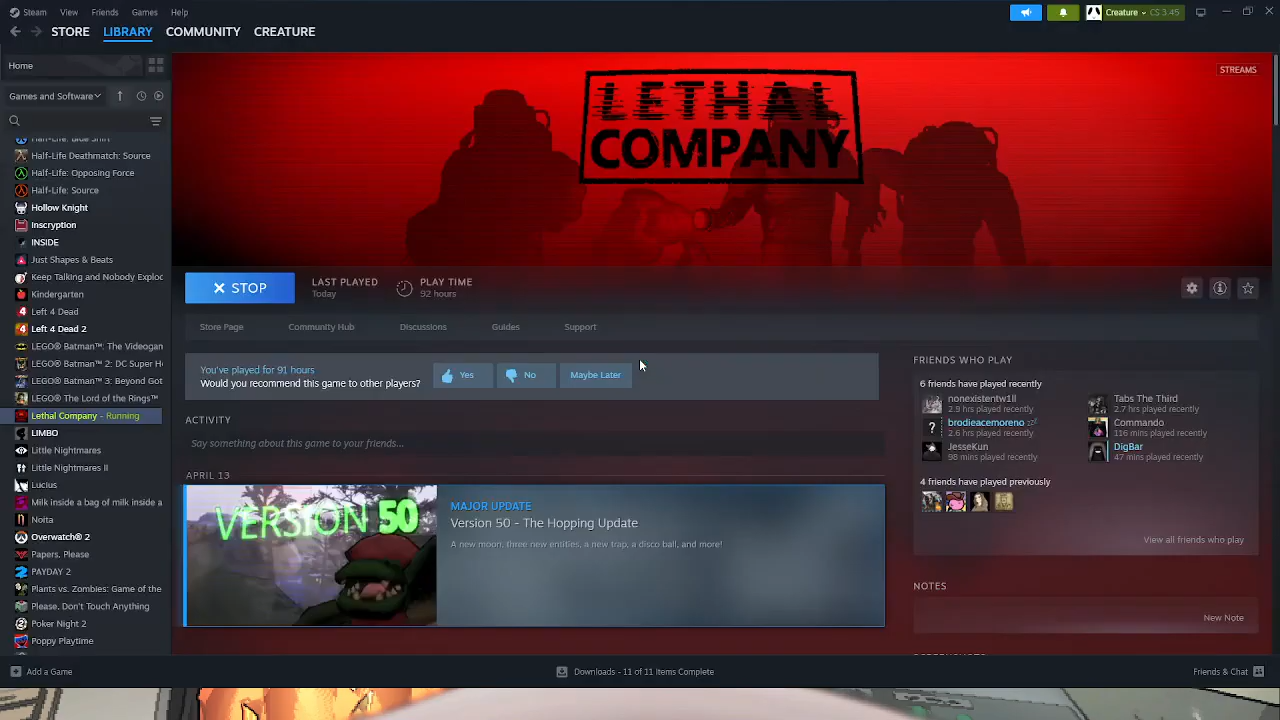 Steam View Friends Games Help
Creature CS 3.45
STORE LIBRARY COMMUNITY CREATURE
Home
Games and Software
Half-Life: Blue Shift
Half-Life Deathmatch: Source
Half-Life: Opposing Force
Half-Life: Source
Hollow Knight
Inscryption
INSIDE
Just Shapes & Beats
Keep Talking and Nobody Explod
Kindergarten
Left 4 Dead
Left 4 Dead 2
LEGO® Batman™: The Videogan
LEGO® Batman™ 2: DC Super He
LEGO® Batman™ 3: Beyond Got
LEGO® The Lord of the Rings™
Lethal Company - Running
LIMBO
Little Nightmares
Little Nightmares II
Lucius
Milk inside a bag of milk inside a
Noita
Overwatch® 2
Papers, Please
PAYDAY 2
Plants vs. Zombies: Game of the
Please, Don't Touch Anything
Poker Night 2
Poppy Playtime
STREAMS
LETHAL
COMPANY
STOP
LAST PLAYED
Today
PLAY TIME
92 hours
Store Page Community Hub Discussions Guides Support
You've played for 91 hours
Would you recommend this game to other players?
Yes No Maybe Later
ACTIVITY
Say something about this game to your friends...
APRIL 13
VERSION 50
MAJOR UPDATE
Version 50 - The Hopping Update
A new moon, three new entities, a new trap, a disco ball, and more!
FRIENDS WHO PLAY
6 friends have played recently
nonexistentw1ll
2.9 hrs played recently
Tabs The Third
2.7 hrs played recently
brodieacemoreno
2.6 hrs played recently
Commando
116 mins played recently
JesseKun
98 mins played recently
DigBar
47 mins played recently
4 friends have played previously
View all friends who play
NOTES
New Note
Add a Game
Downloads - 11 of 11 Items Complete
Friends & Chat